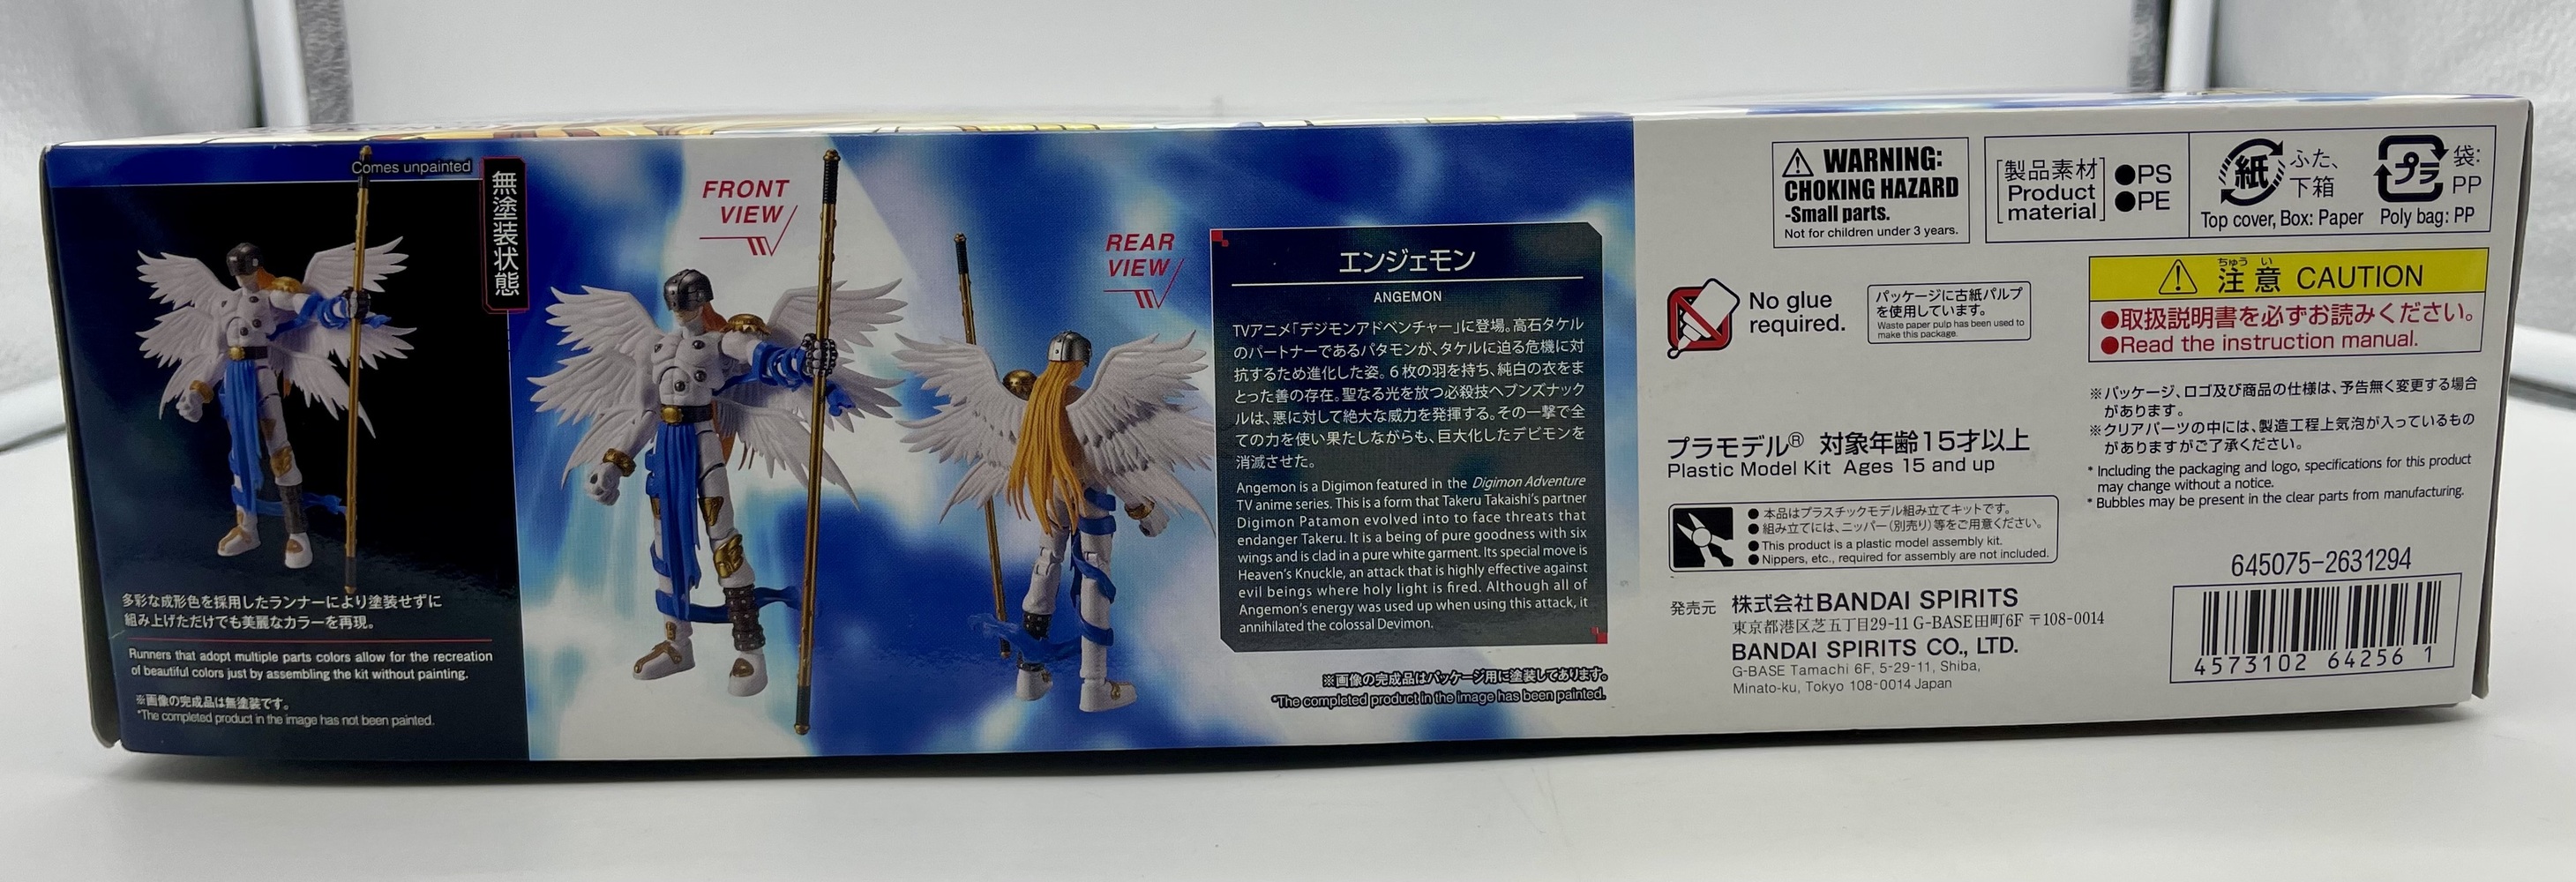 Comes unpainted
無塗装状態
多彩な成形色を採用したランナーにより塗装せずに
組み上げただけでも美麗なカラーを再現。
Runners that adopt multiple parts colors allow for the recreation
of beautiful colors just by assembling the kit without painting.
※画像の完成品は無塗装です。
*The completed product in the image has not been painted.
FRONT
VIEW
REAR
VIEW
エンジェモン
ANGEMON
TVアニメ「デジモンアドベンチャー」に登場。高石タケル
のパートナーであるパタモンが、タケルに迫る危機に対
抗するため進化した姿。6枚の羽を持ち、純白の衣をま
とった善の存在。聖なる光を放つ必殺技ヘブンズナック
ルは、悪に対して絶大な威力を発揮する。その一撃で全
ての力を使い果たしながらも、巨大化したデビモンを
消滅させた。
Angemon is a Digimon featured in the Digimon Adventure
TV anime series. This is a form that Takeru Takaishi's partner
Digimon Patamon evolved into to face threats that
endanger Takeru. It is a being of pure goodness with six
wings and is clad in a pure white garment. Its special move is
Heaven's Knuckle, an attack that is highly effective against
evil beings where holy light is fired. Although all of
Angemon's energy was used up when using this attack, it
annihilated the colossal Devimon.
※画像の完成品はパッケージ用に塗装してあります。
*The completed product in the image has been painted.
WARNING:
CHOKING HAZARD
-Small parts.
Not for children under 3 years.
[製品素材
Product
material]
●PS
●PE
紙
ふた、
下箱
Top cover, Box: Paper
プラ
袋:
PP
Poly bag: PP
No glue
required.
パッケージに古紙パルプ
を使用しています。
Waste paper pulp has been used to
make this package.
ちゅう い
注意 CAUTION
●取扱説明書を必ずお読みください。
●Read the instruction manual.
プラモデル® 対象年齢15才以上
Plastic Model Kit Ages 15 and up
●本品はプラスチックモデル組み立てキットです。
●組み立てには、ニッパー(別売り)等をご用意ください。
●This product is a plastic model assembly kit.
●Nippers, etc., required for assembly are not included.
※パッケージ、ロゴ及び商品の仕様は、予告無く変更する場合
があります。
※クリアパーツの中には、製造工程上気泡が入っているもの
がありますがご了承ください。
* Including the packaging and logo, specifications for this product
may change without a notice.
* Bubbles may be present in the clear parts from manufacturing.
発売元 株式会社BANDAI SPIRITS
東京都港区芝五丁目29-11 G-BASE田町6F 〒108-0014
BANDAI SPIRITS CO., LTD.
G-BASE Tamachi 6F, 5-29-11, Shiba,
Minato-ku, Tokyo 108-0014 Japan
645075-2631294
4573102 64256 1